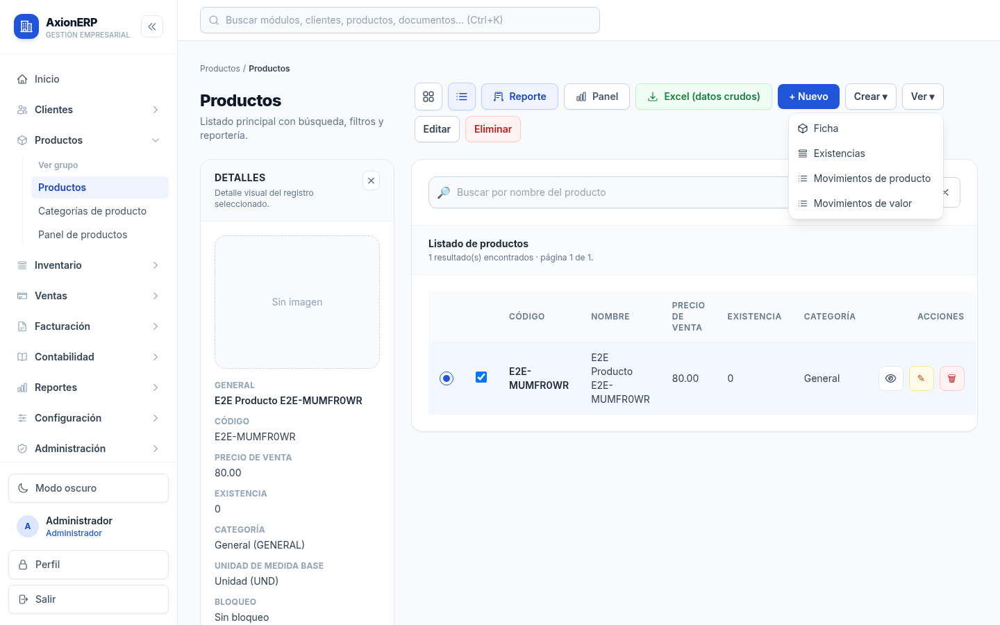 AxionERP
GESTIÓN EMPRESARIAL
Inicio
Clientes
Productos
Ver grupo
Productos
Categorías de producto
Panel de productos
Inventario
Ventas
Facturación
Contabilidad
Reportes
Configuración
Administración
Modo oscuro
A
Administrador
Administrador
Perfil
Salir
Buscar módulos, clientes, productos, documentos... (Ctrl+K)
Productos / Productos
Productos
Listado principal con búsqueda, filtros y
reportería.
Reporte
Panel
Excel (datos crudos)
+ Nuevo
Crear ▾
Ver ▾
Editar
Eliminar
Ficha
Existencias
Movimientos de producto
Movimientos de valor
DETALLES
Detalle visual del registro
seleccionado.
Sin imagen
GENERAL
E2E Producto E2E-MUMFR0WR
CÓDIGO
E2E-MUMFR0WR
PRECIO DE VENTA
80.00
EXISTENCIA
0
CATEGORÍA
General (GENERAL)
UNIDAD DE MEDIDA BASE
Unidad (UND)
BLOQUEO
Sin bloqueo
Buscar por nombre del producto
Listado de productos
1 resultado(s) encontrados · página 1 de 1.
CÓDIGO
NOMBRE
PRECIO
DE
VENTA
EXISTENCIA
CATEGORÍA
ACCIONES
E2E-
MUMFR0WR
E2E
Producto
E2E-
MUMFR0WR
80.00
0
General